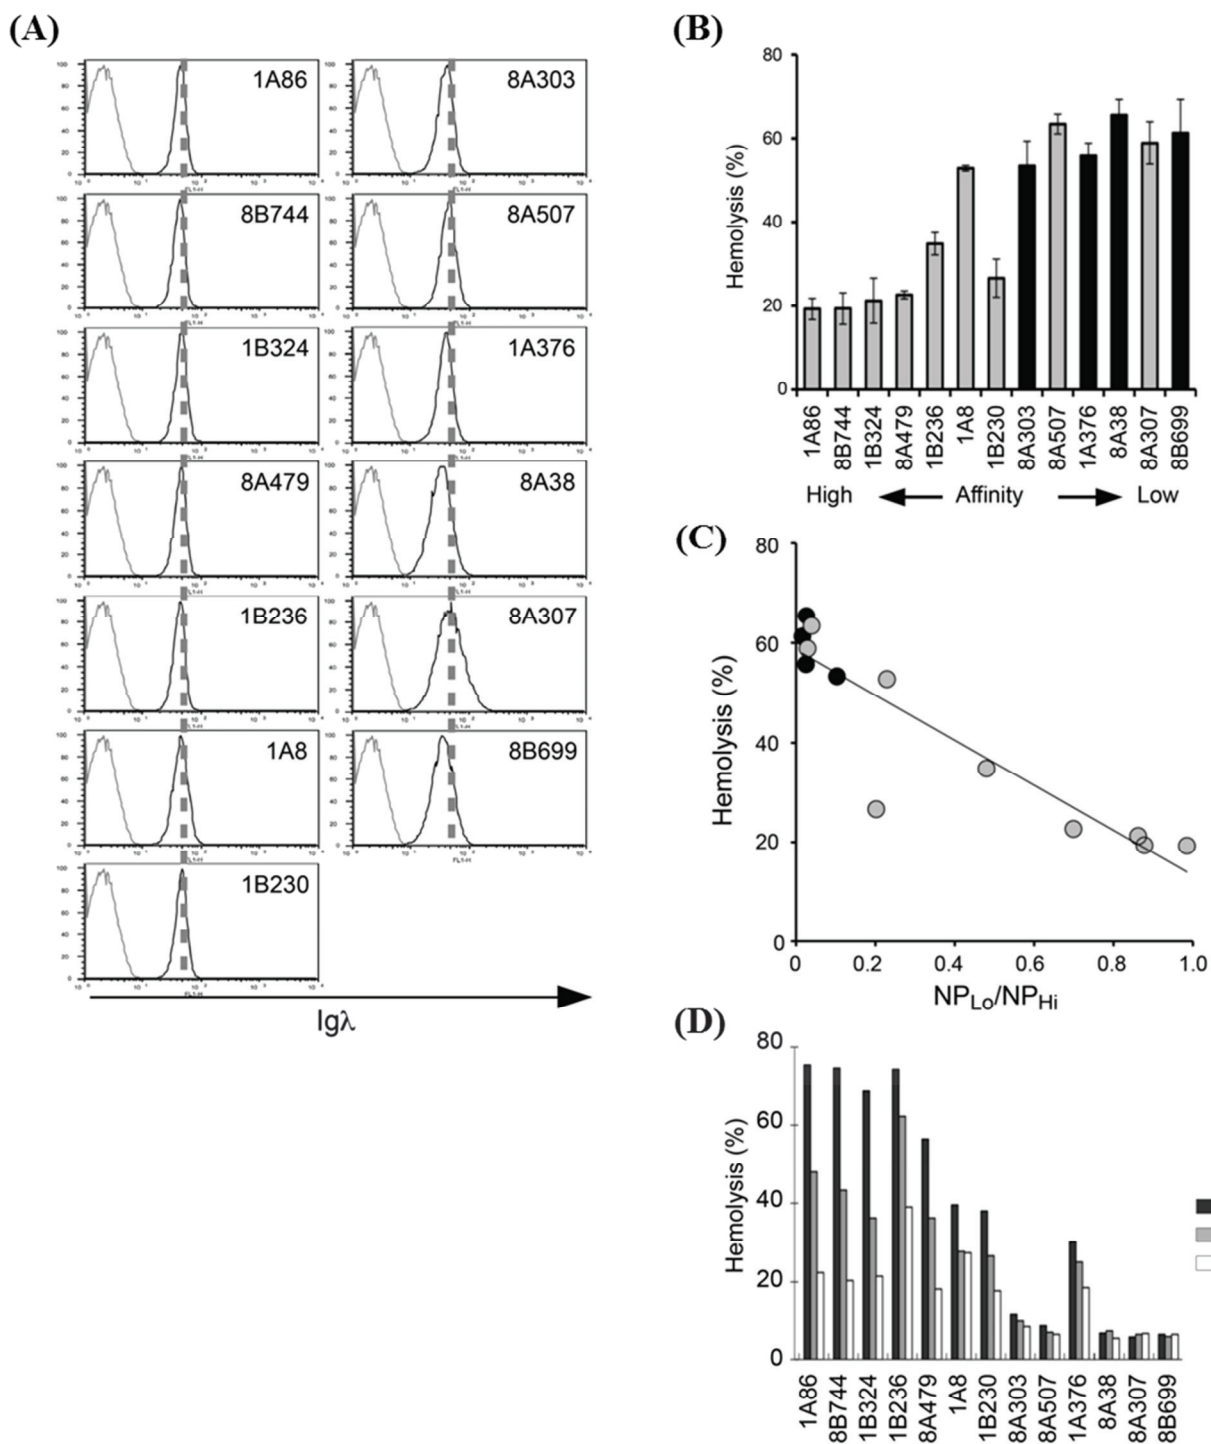 (A)
1A86
8A303
8B744
8A507
1B324
1A376
8A479
8A38
1B236
8A307
1A8
8B699
1B230
Igλ
(B)
Hemolysis (%)
80
60
40
20
0
1A86
8B744
1B324
8A479
1B236
1A8
1B230
8A303
8A507
1A376
8A38
8A307
8B699
High Affinity Low
(C)
Hemolysis (%)
80
60
40
20
0
0 0.2 0.4 0.6 0.8 1.0
NPLo/NPHi
(D)
Hemolysis (%)
80
60
40
20
0
1A86
8B744
1B324
1B236
8A479
1A8
1B230
8A303
8A507
1A376
8A38
8A307
8B699